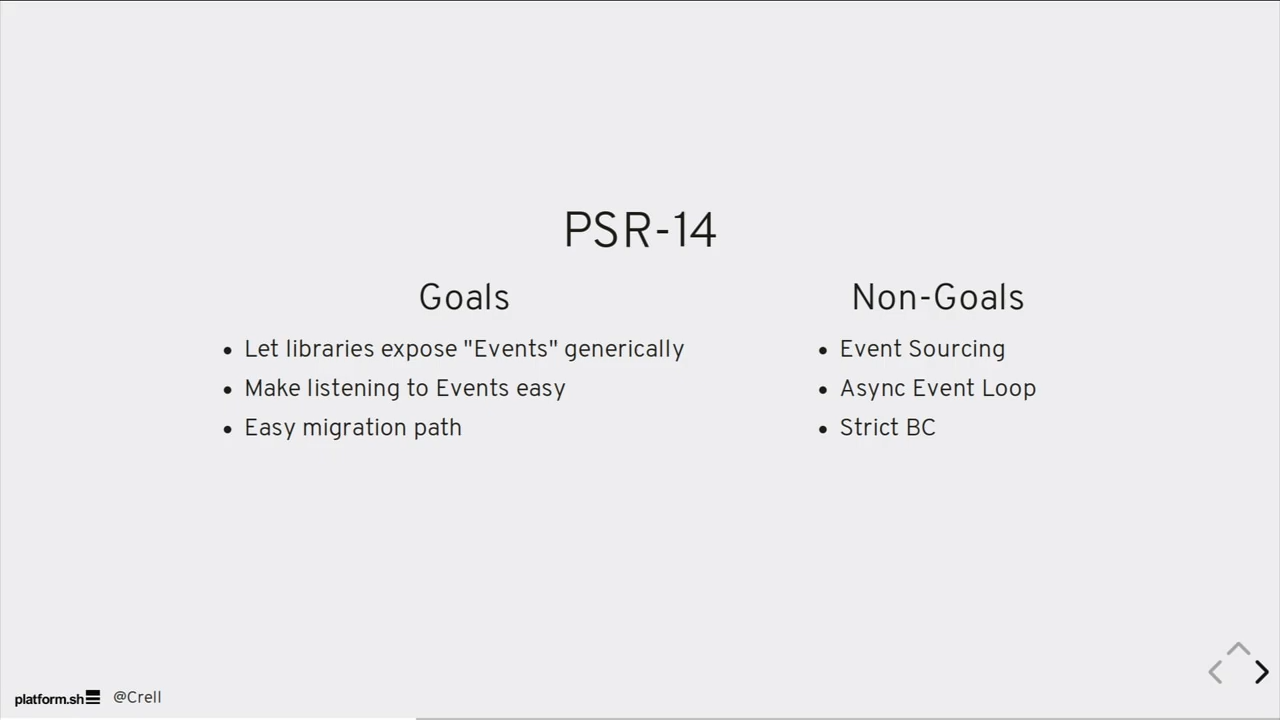 PSR-14
Goals
• Let libraries expose "Events" generically
• Make listening to Events easy
• Easy migration path
Non-Goals
• Event Sourcing
• Async Event Loop
• Strict BC
platform.sh @Crell